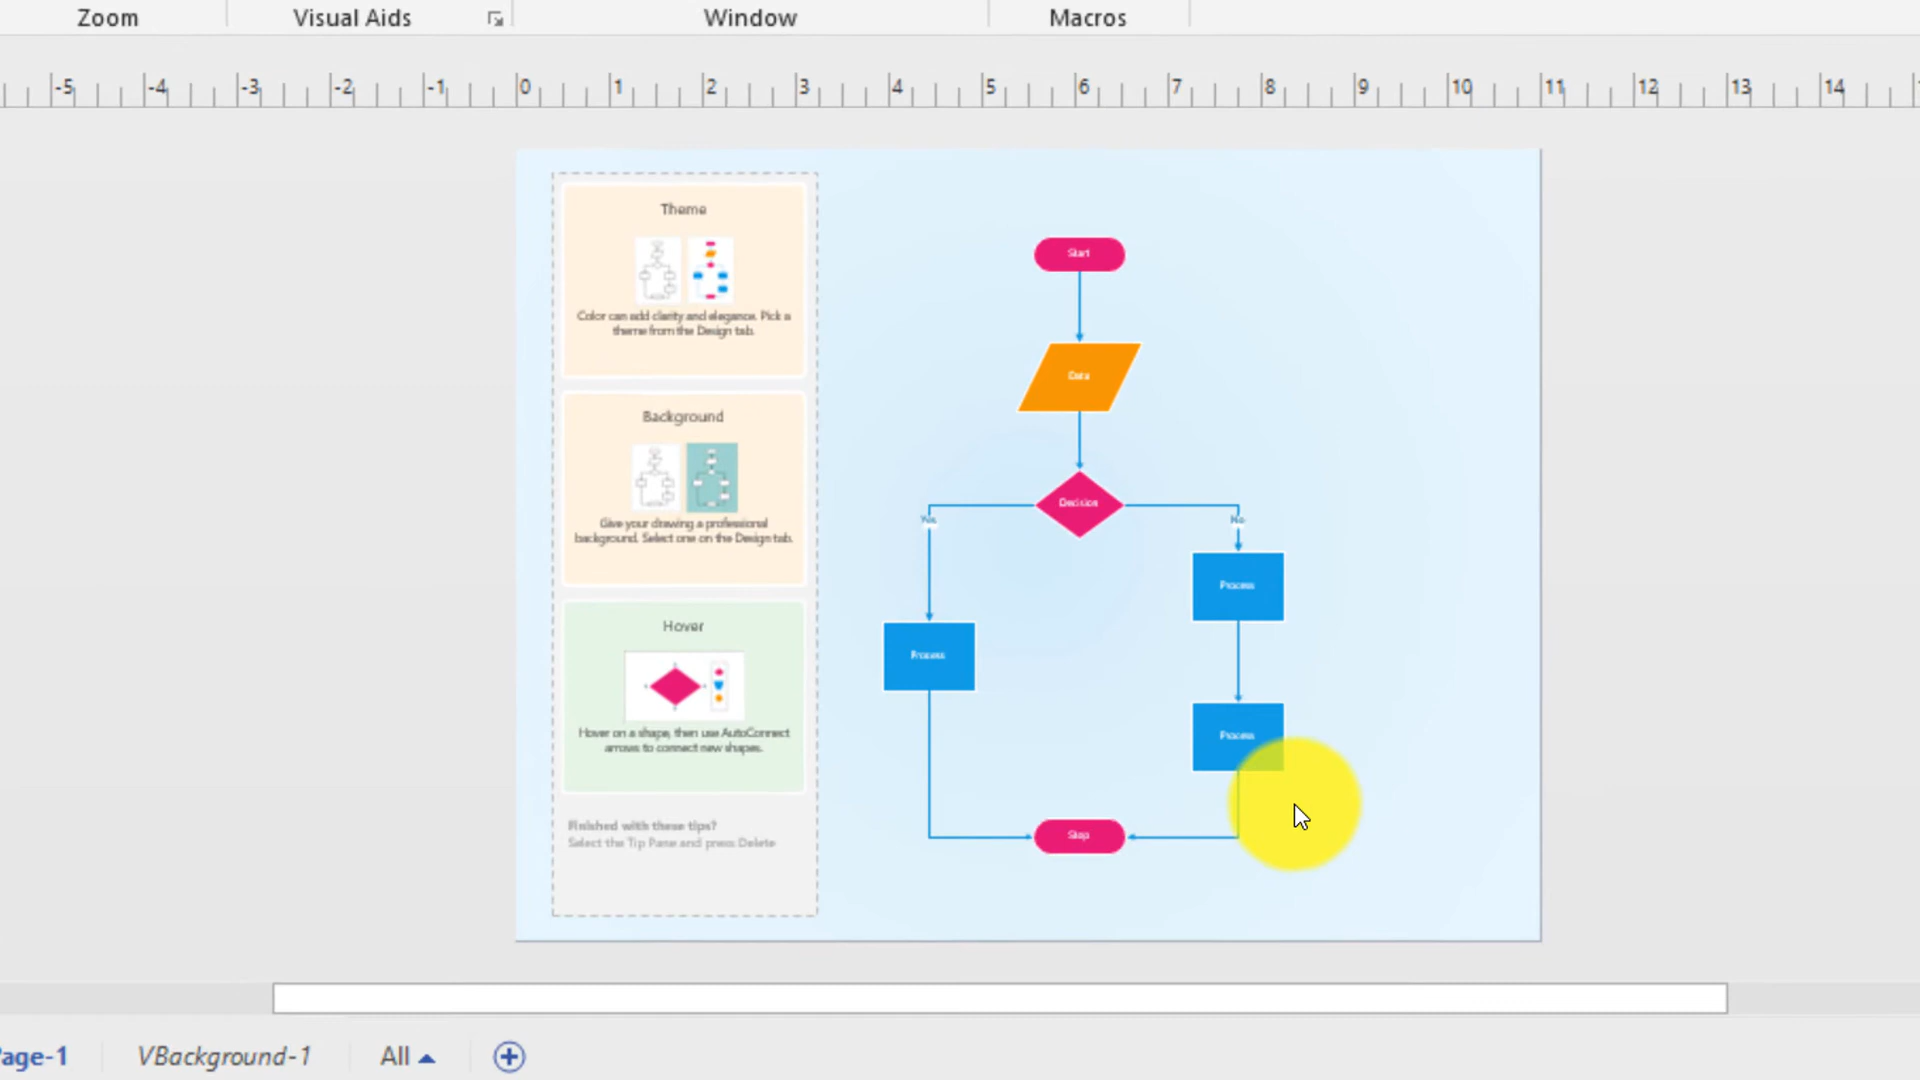 Zoom Visual Aids Window Macros
-5 -4 -3 -2 -1 0 1 2 3 4 5 6 7 8 9 10 11 12 13 14
Theme
Color can add clarity and elegance. Pick a
theme from the Design tab.
Background
Give your drawing a professional
background. Select one on the Design tab.
Hover
Hover on a shape, then use AutoConnect
arrows to connect new shapes.
Finished with these tips?
Select the Tip Pane and press Delete
Start
Data
Decision
Yes
No
Process
Process
Process
Stop
age-1 VBackground-1 All